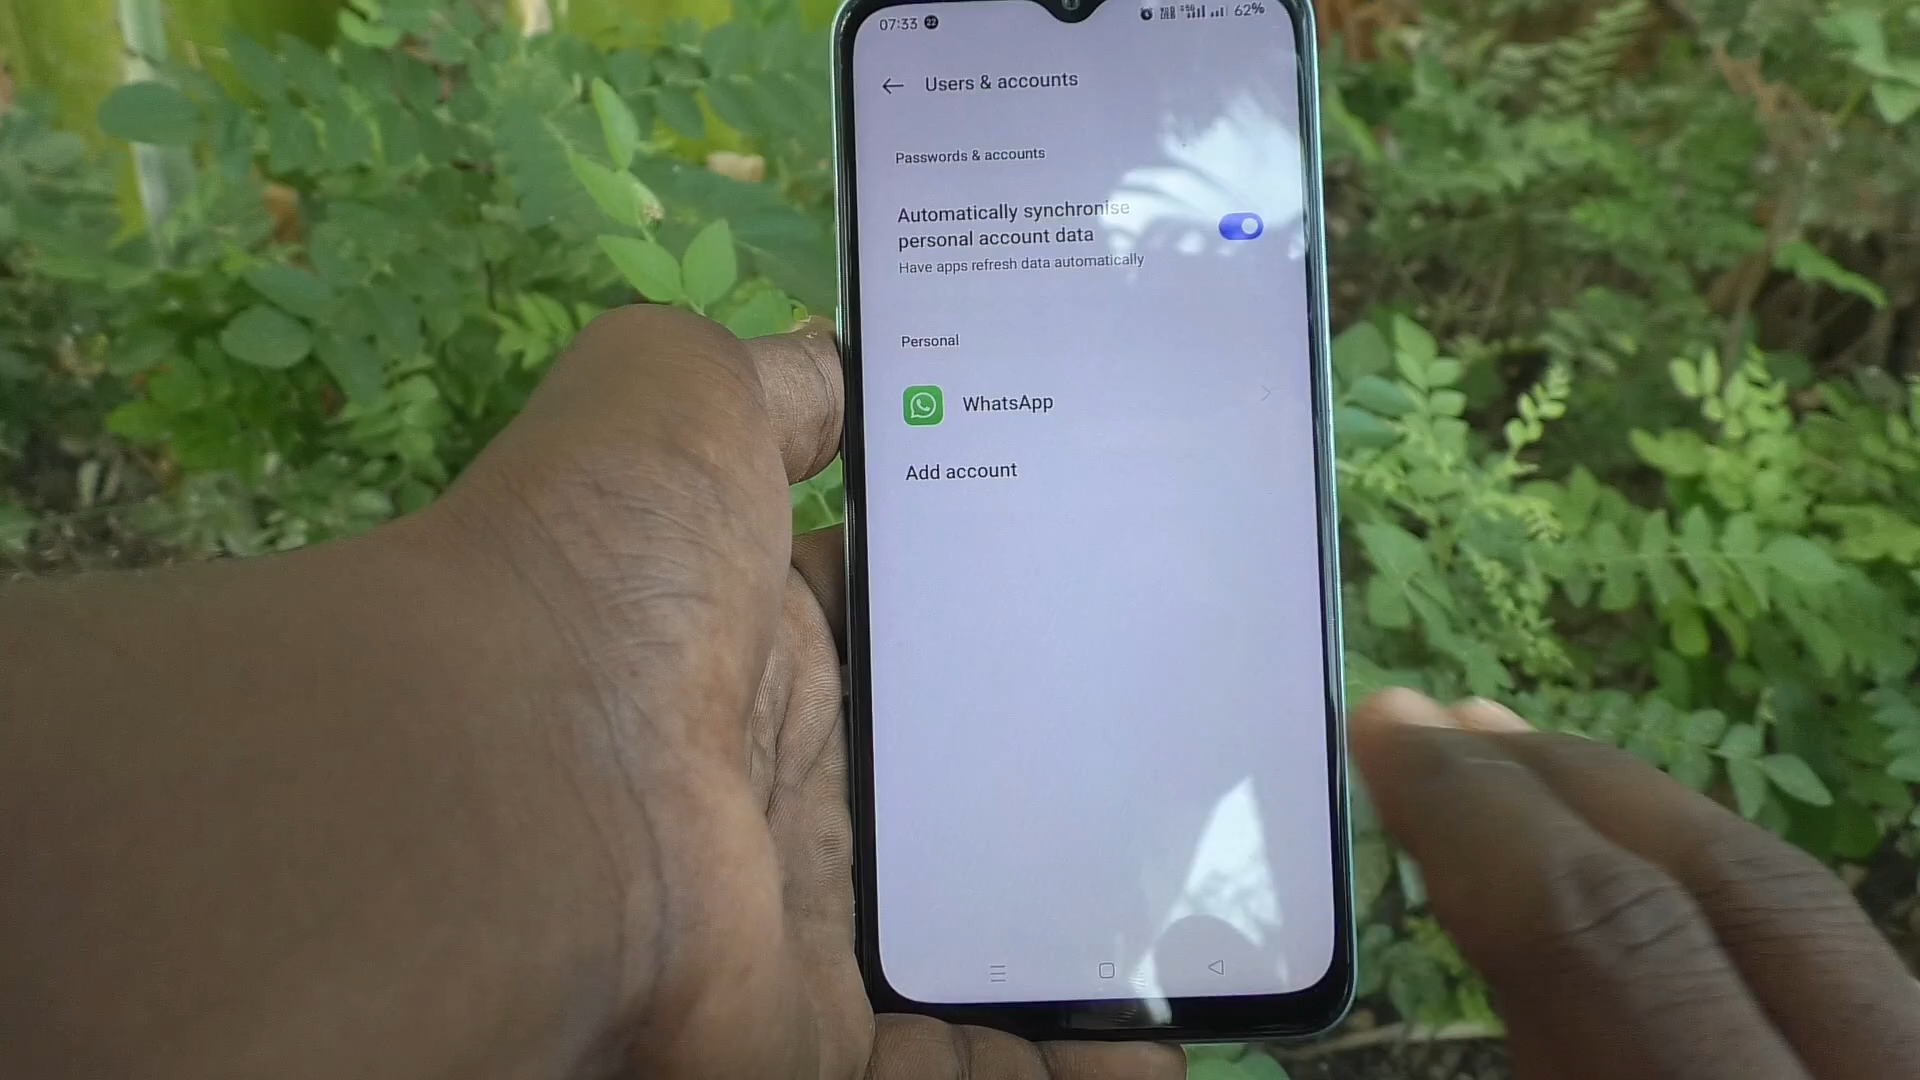 07:33 22 62%
Users & accounts
Passwords & accounts
Automatically synchronise
personal account data
Have apps refresh data automatically
Personal
WhatsApp
Add account